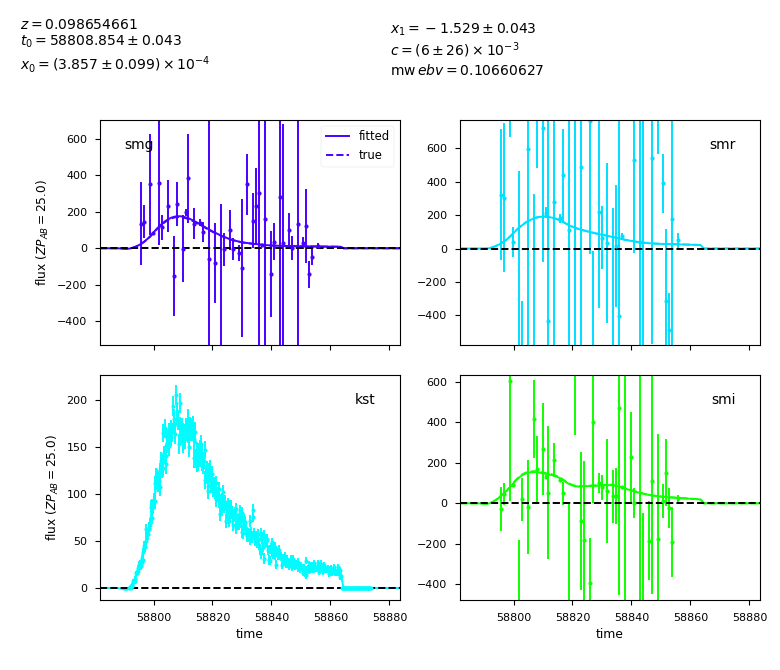 z = 0.098654661
t₀ = 58808.854 ± 0.043
x₀ = (3.857 ± 0.099) × 10⁻⁴
x₁ = −1.529 ± 0.043
c = (6 ± 26) × 10⁻³
mw ebv = 0.10660627
smg
fitted
true
600
400
200
0
−200
−400
flux (ZP_AB = 25.0)
smr
600
400
200
0
−200
−400
kst
200
150
100
50
0
flux (ZP_AB = 25.0)
58800 58820 58840 58860 58880
time
smi
600
400
200
0
−200
−400
58800 58820 58840 58860 58880
time